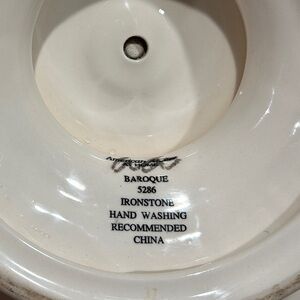 BAROQUE
5286
IRONSTONE
HAND WASHING
RECOMMENDED
CHINA